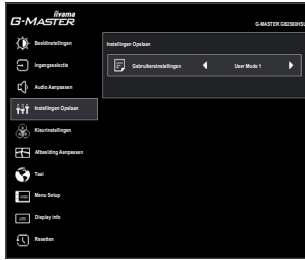 iiyama
G-MASTER
G-MASTER GB2560HSU
Beeldinstellingen
Ingangsselectie
Audio Aanpassen
Instellingen Opslaan
Kleurinstellingen
Afbeelding Aanpassen
Taal
Menu Setup
Display info
Resetten
Instellingen Opslaan
Gebruikersinstellingen
User Mode 1